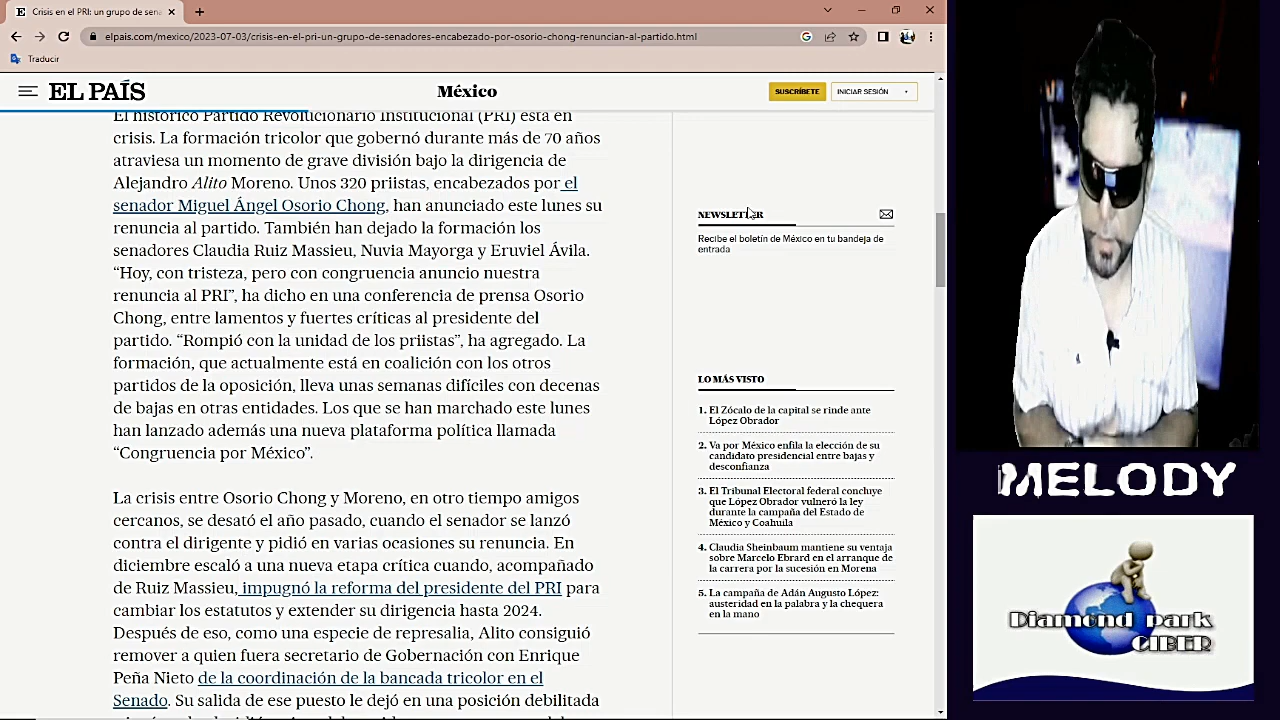 Crisis en el PRI: un grupo de sena
elpais.com/mexico/2023-07-03/crisis-en-el-pri-un-grupo-de-senadores-encabezado-por-osorio-chong-renuncian-al-partido.html
Traducir
EL PAÍS
México
SUSCRÍBETE
INICIAR SESIÓN
El histórico Partido Revolucionario Institucional (PRI) está en
crisis. La formación tricolor que gobernó durante más de 70 años
atraviesa un momento de grave división bajo la dirigencia de
Alejandro Alito Moreno. Unos 320 priistas, encabezados por el
senador Miguel Ángel Osorio Chong, han anunciado este lunes su
renuncia al partido. También han dejado la formación los
senadores Claudia Ruiz Massieu, Nuvia Mayorga y Eruviel Ávila.
“Hoy, con tristeza, pero con congruencia anuncio nuestra
renuncia al PRI”, ha dicho en una conferencia de prensa Osorio
Chong, entre lamentos y fuertes críticas al presidente del
partido. “Rompió con la unidad de los priistas”, ha agregado. La
formación, que actualmente está en coalición con los otros
partidos de la oposición, lleva unas semanas difíciles con decenas
de bajas en otras entidades. Los que se han marchado este lunes
han lanzado además una nueva plataforma política llamada
“Congruencia por México”.
La crisis entre Osorio Chong y Moreno, en otro tiempo amigos
cercanos, se desató el año pasado, cuando el senador se lanzó
contra el dirigente y pidió en varias ocasiones su renuncia. En
diciembre escaló a una nueva etapa crítica cuando, acompañado
de Ruiz Massieu, impugnó la reforma del presidente del PRI para
cambiar los estatutos y extender su dirigencia hasta 2024.
Después de eso, como una especie de represalia, Alito consiguió
remover a quien fuera secretario de Gobernación con Enrique
Peña Nieto de la coordinación de la bancada tricolor en el
Senado. Su salida de ese puesto le dejó en una posición debilitada
NEWSLETTER
Recibe el boletín de México en tu bandeja de
entrada
LO MÁS VISTO
1. El Zócalo de la capital se rinde ante
López Obrador
2. Va por México enfila la elección de su
candidato presidencial entre bajas y
desconfianza
3. El Tribunal Electoral federal concluye
que López Obrador vulneró la ley
durante la campaña del Estado de
México y Coahuila
4. Claudia Sheinbaum mantiene su ventaja
sobre Marcelo Ebrard en el arranque de
la carrera por la sucesión en Morena
5. La campaña de Adán Augusto López:
austeridad en la palabra y la chequera
en la mano
MELODY
Diamond park
CIBER